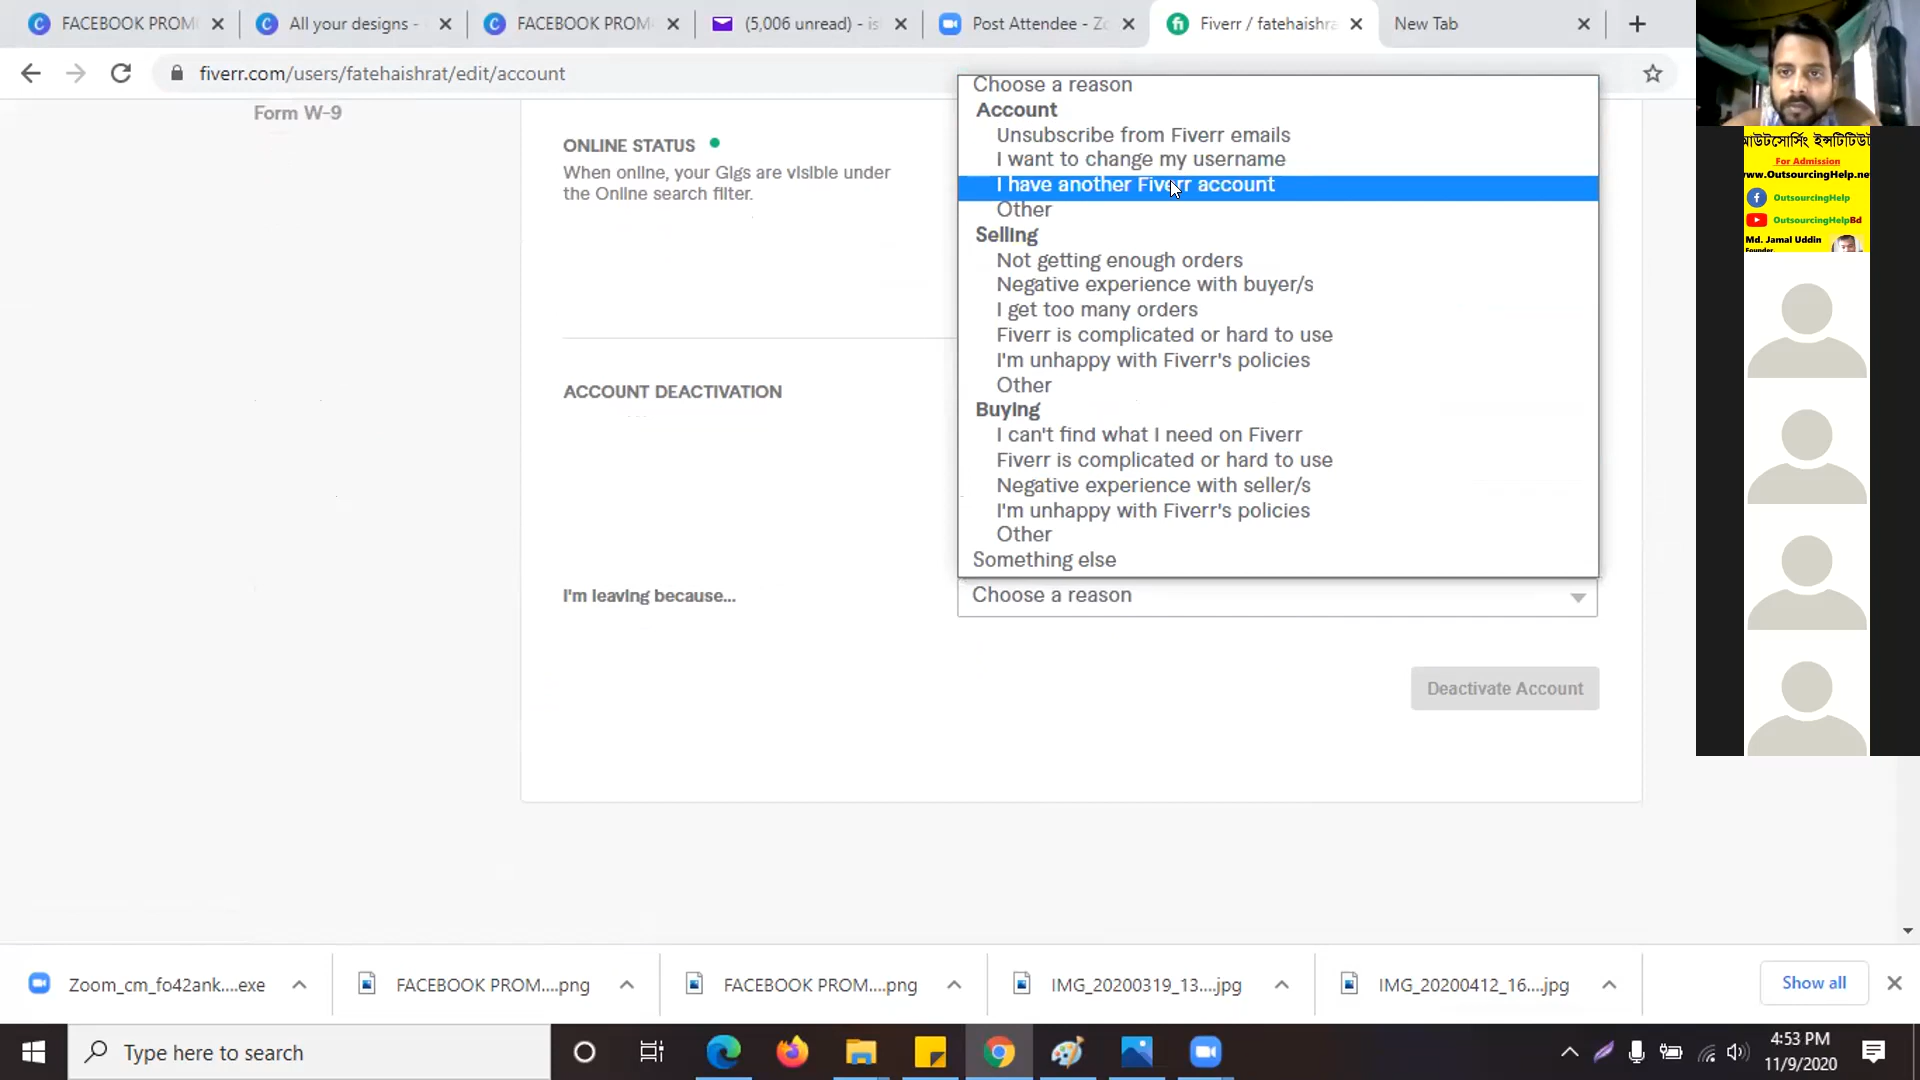 FACEBOOK PROM
All your designs -
FACEBOOK PROM
(5,006 unread) - is
Post Attendee - Zo
Fiverr / fatehaishra
New Tab
fiverr.com/users/fatehaishrat/edit/account
Form W-9
ONLINE STATUS
When online, your Gigs are visible under
the Online search filter.
ACCOUNT DEACTIVATION
I'm leaving because...
Choose a reason
Account
Unsubscribe from Fiverr emails
I want to change my username
I have another Fiverr account
Other
Selling
Not getting enough orders
Negative experience with buyer/s
I get too many orders
Fiverr is complicated or hard to use
I'm unhappy with Fiverr's policies
Other
Buying
I can't find what I need on Fiverr
Fiverr is complicated or hard to use
Negative experience with seller/s
I'm unhappy with Fiverr's policies
Other
Something else
Choose a reason
Deactivate Account
আউটসোর্সিং ইন্সটিটিউট
For Admission
www.OutsourcingHelp.ne
OutsourcingHelp
OutsourcingHelpBd
Md. Jamal Uddin
Founder
Zoom_cm_fo42ank....exe
FACEBOOK PROM....png
FACEBOOK PROM....png
IMG_20200319_13....jpg
IMG_20200412_16....jpg
Show all
Type here to search
4:53 PM
11/9/2020